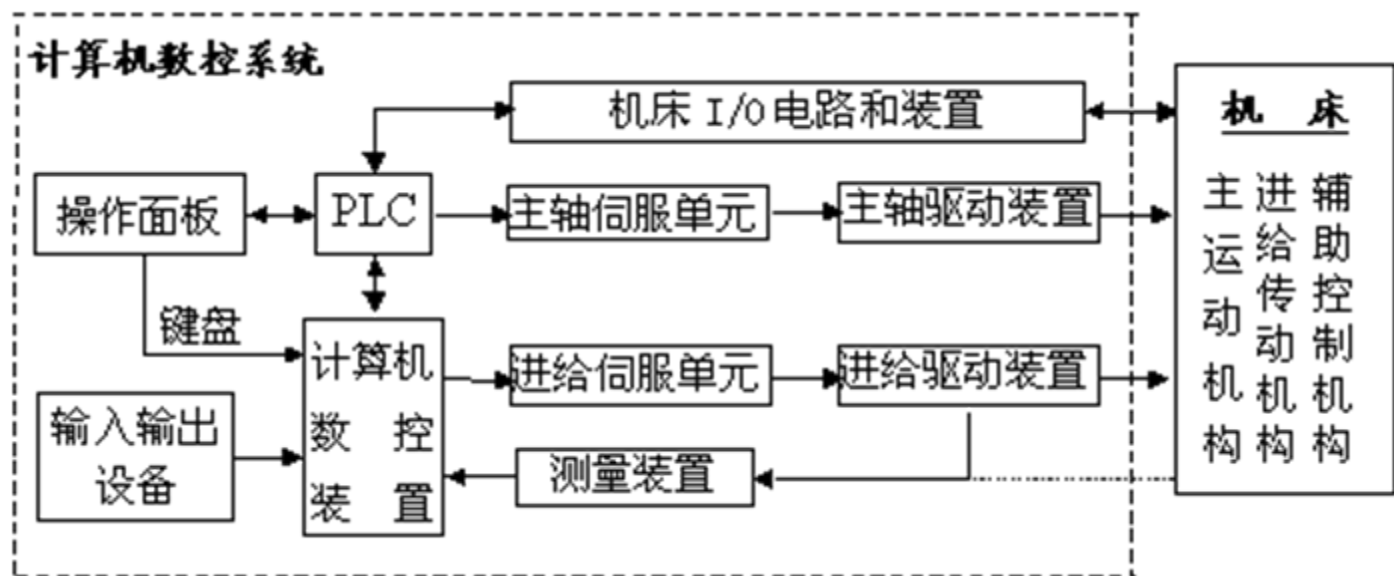 计算机数控系统
机床 I/O 电路和装置
机 床
操作面板
PLC
主轴伺服单元
主轴驱动装置
键盘
计算机
数 控
装 置
进给伺服单元
进给驱动装置
输入输出
设备
测量装置
主运动机构
进给传动机构
辅助控制机构